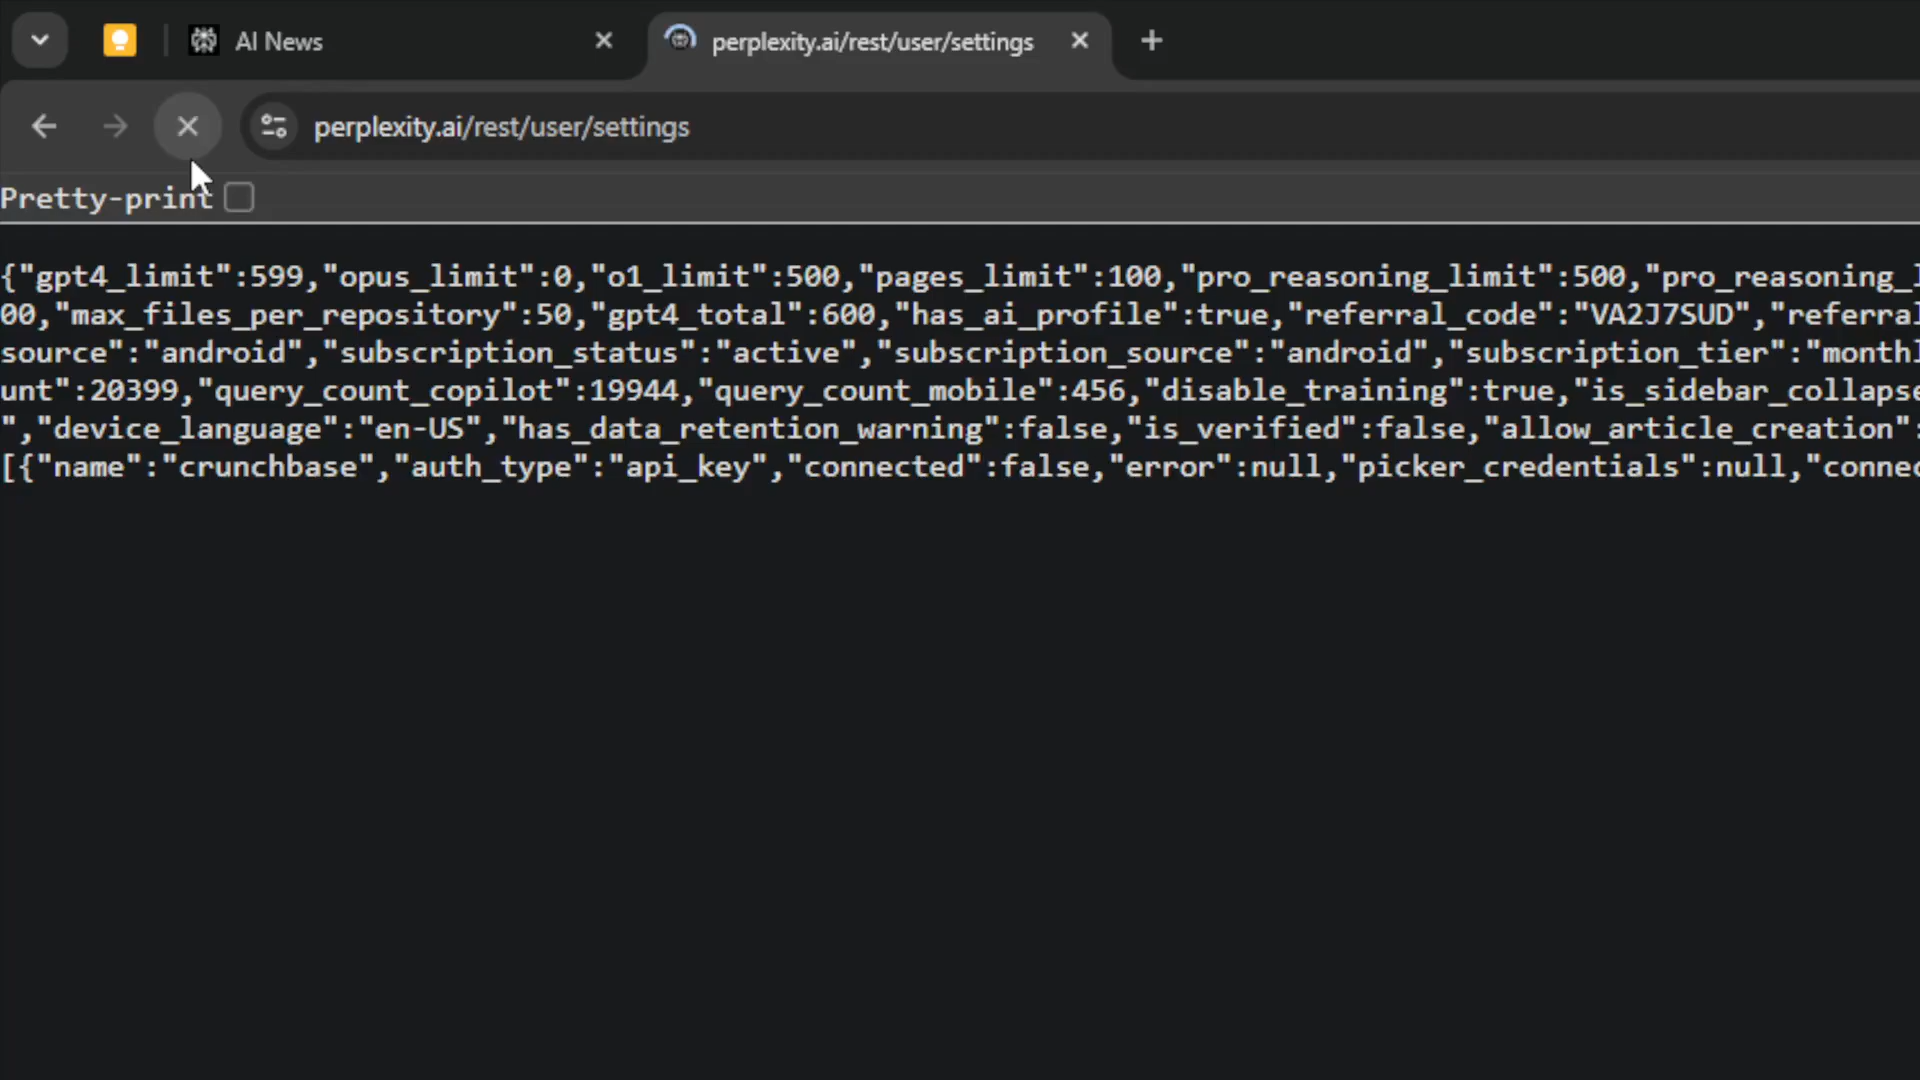 AI News
perplexity.ai/rest/user/settings
perplexity.ai/rest/user/settings
Pretty-print
{"gpt4_limit":599,"opus_limit":0,"o1_limit":500,"pages_limit":100,"pro_reasoning_limit":500,"pro_reasoning_l
00,"max_files_per_repository":50,"gpt4_total":600,"has_ai_profile":true,"referral_code":"VA2J7SUD","referral
source":"android","subscription_status":"active","subscription_source":"android","subscription_tier":"monthl
unt":20399,"query_count_copilot":19944,"query_count_mobile":456,"disable_training":true,"is_sidebar_collapse
","device_language":"en-US","has_data_retention_warning":false,"is_verified":false,"allow_article_creation":
[{"name":"crunchbase","auth_type":"api_key","connected":false,"error":null,"picker_credentials":null,"connec